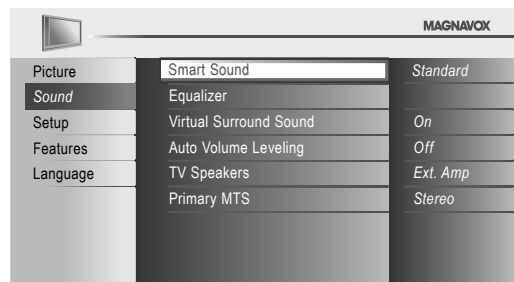 MAGNAVOX
Picture
Smart Sound
Standard
Sound
Equalizer
Setup
Virtual Surround Sound
On
Features
Auto Volume Leveling
Off
Language
TV Speakers
Ext. Amp
Primary MTS
Stereo